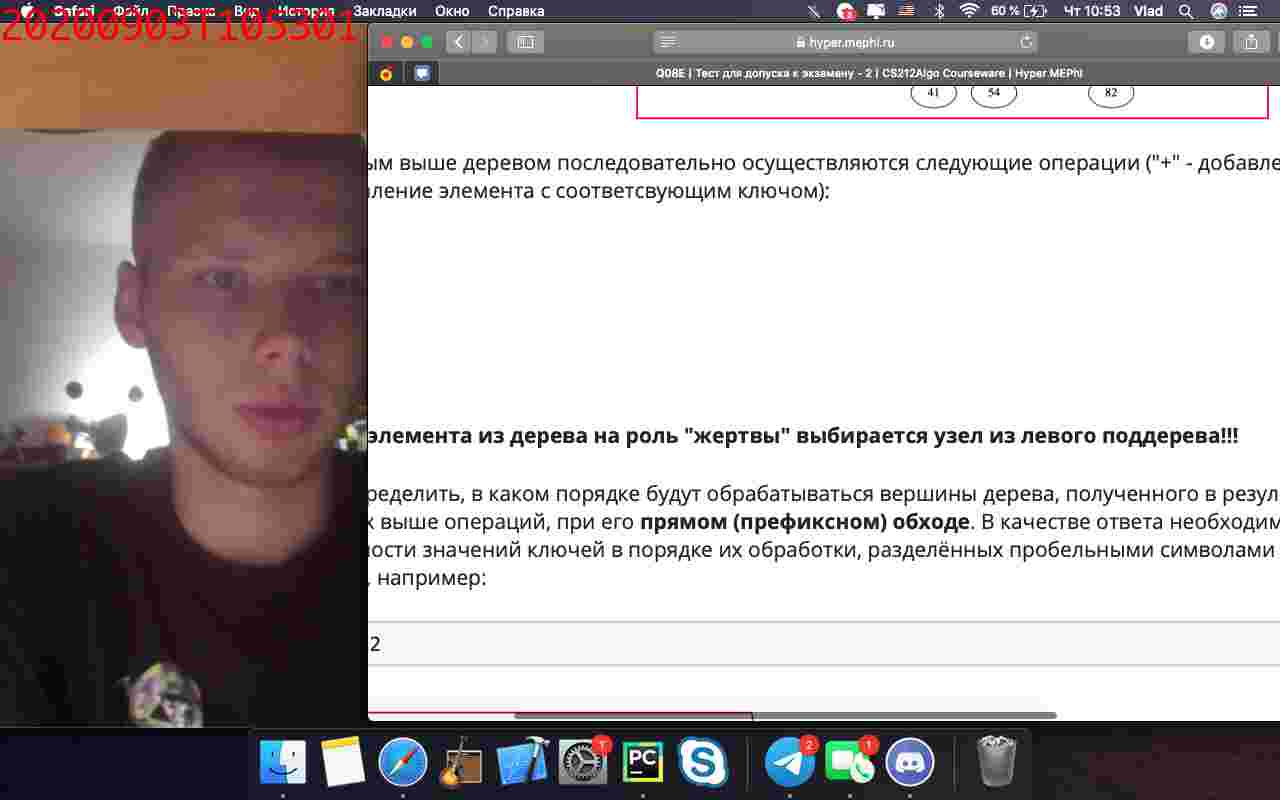 Safari Файл Правка Вид История Закладки Окно Справка 60 % Чт 10:53 Vlad
20200903T105301
hyper.mephi.ru
Q08E | Тест для допуска к экзамену - 2 | CS212Algo Courseware | Hyper.MEPhI
41 54 82
ым выше деревом последовательно осуществляются следующие операции ("+" - добавле
ление элемента с соответсвующим ключом):
элемента из дерева на роль "жертвы" выбирается узел из левого поддерева!!!
ределить, в каком порядке будут обрабатываться вершины дерева, полученного в резул
х выше операций, при его прямом (префиксном) обходе. В качестве ответа необходим
ности значений ключей в порядке их обработки, разделённых пробельными символами
, например:
2
PC
2
1